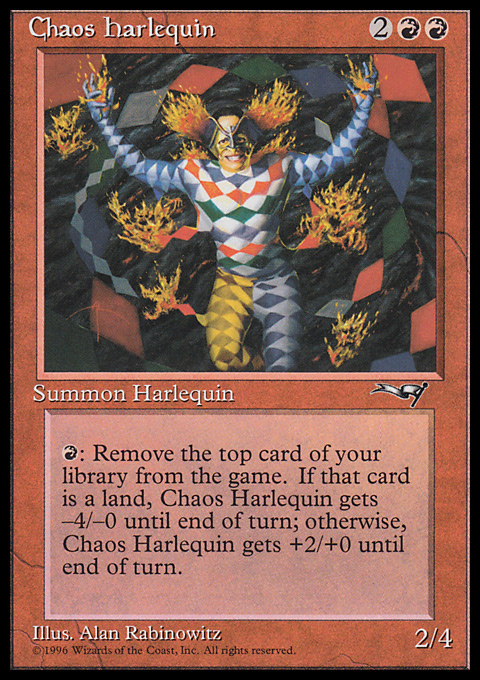 Chaos Harlequin 2
Summon Harlequin
: Remove the top card of your
library from the game. If that card
is a land, Chaos Harlequin gets
–4/–0 until end of turn; otherwise,
Chaos Harlequin gets +2/+0 until
end of turn.
Illus. Alan Rabinowitz
©1996 Wizards of the Coast, Inc. All rights reserved.
2/4